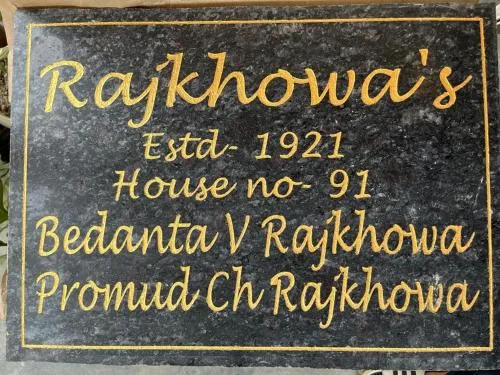 Rajkhowa's
Estd- 1921
House no- 91
Bedanta V Rajkhowa
Promud Ch Rajkhowa